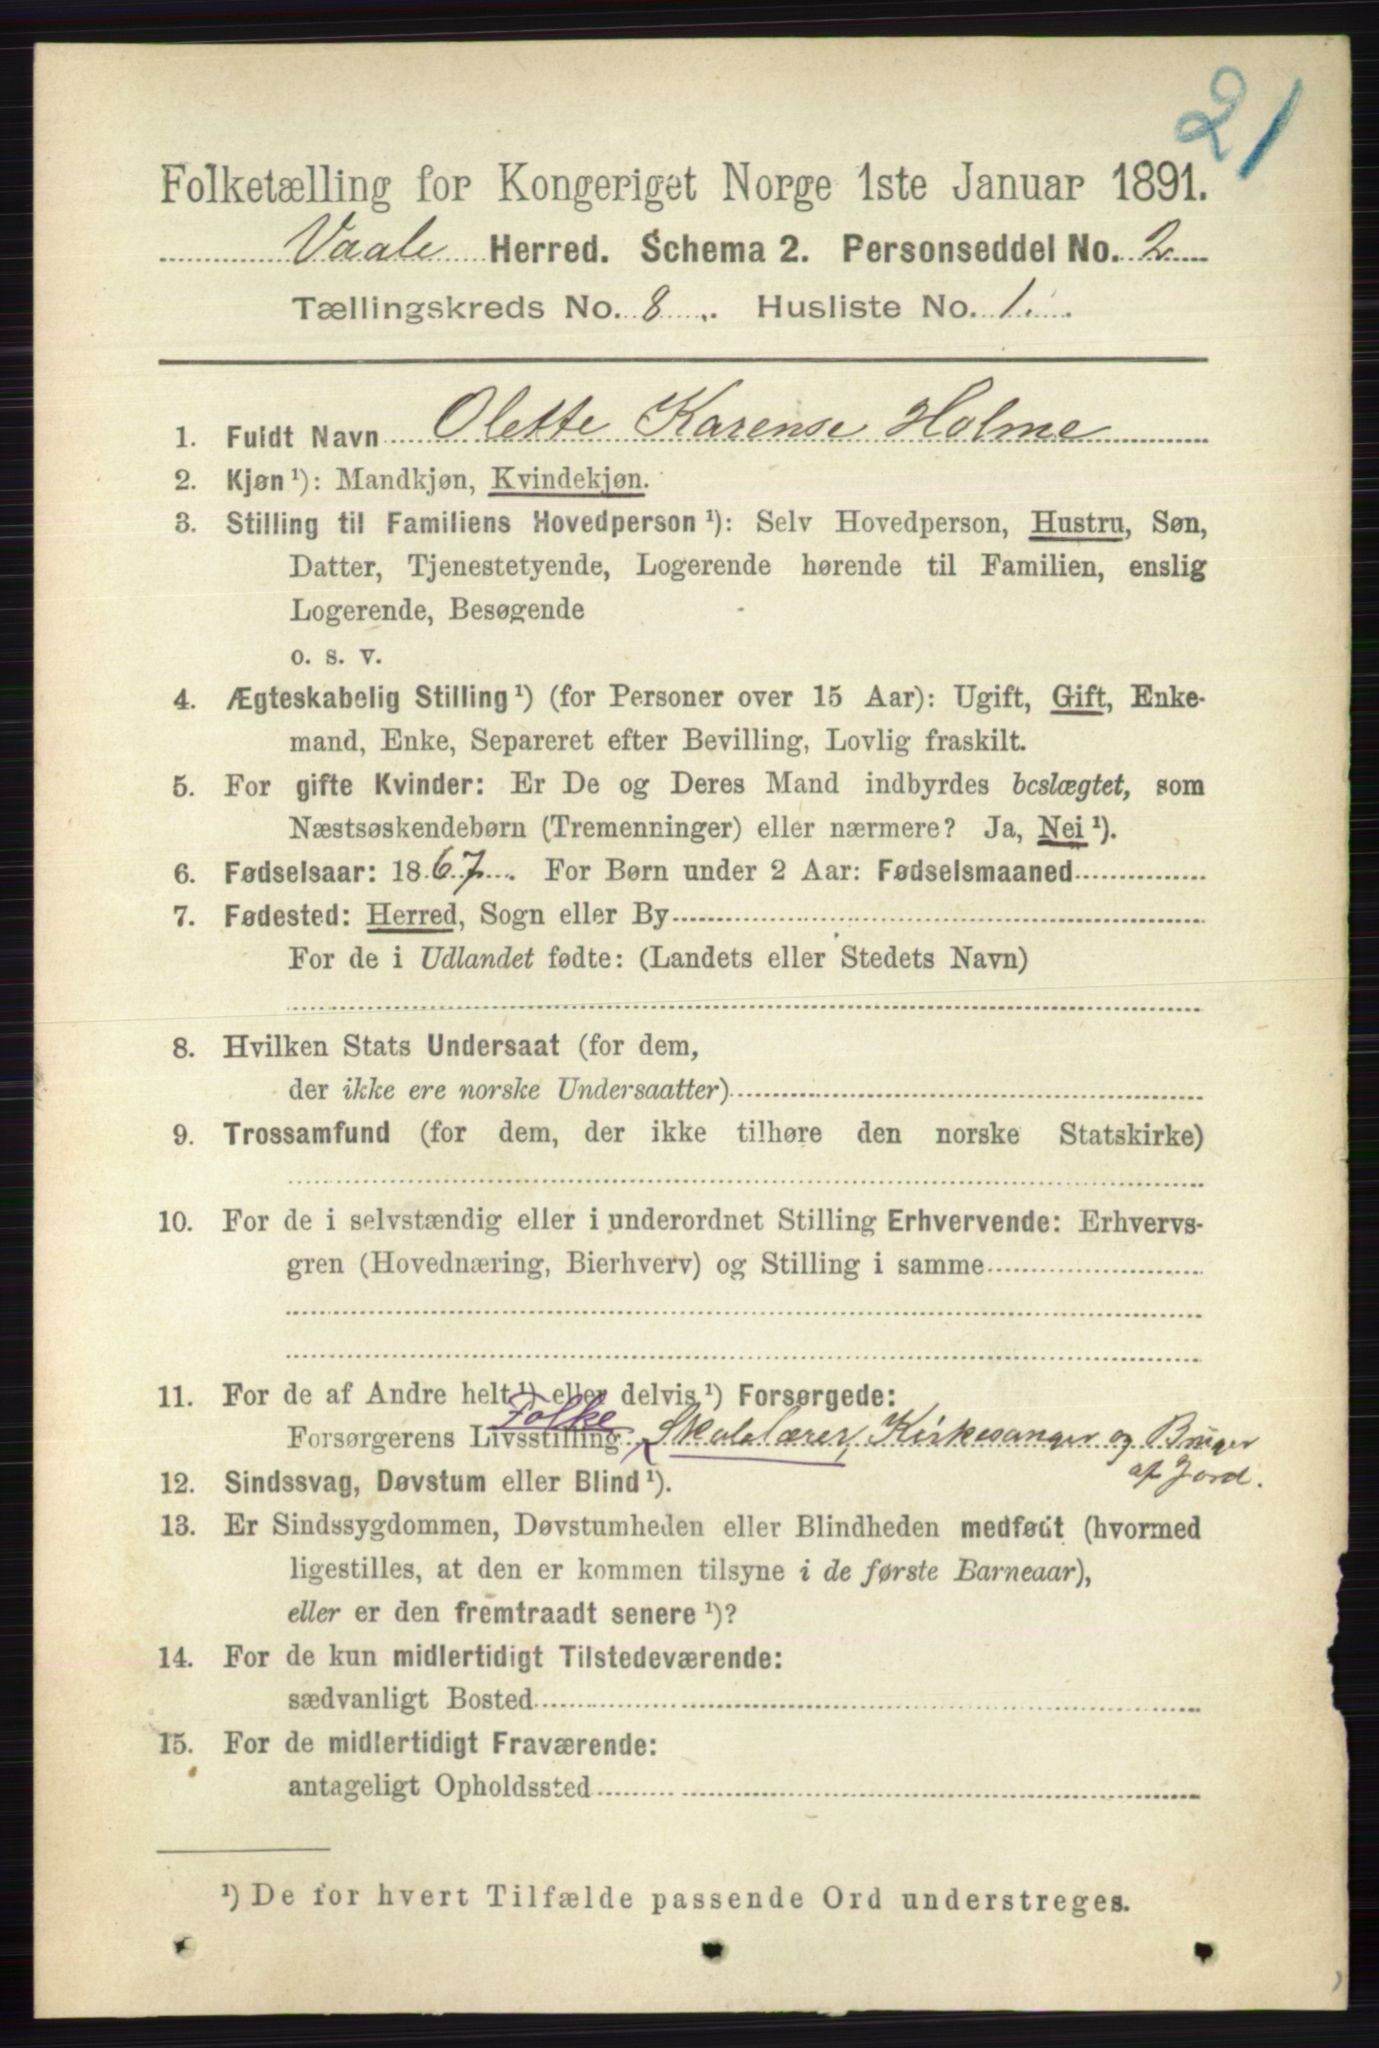 21
Folketælling for Kongeriget Norge 1ste Januar 1891.
Vaale Herred. Schema 2. Personseddel No. 2
Tællingskreds No. 8. Husliste No. 1.
1. Fuldt Navn Olette Karense Holme
2. Kjøn ¹): Mandkjøn, Kvindekjøn.
3. Stilling til Familiens Hovedperson ¹): Selv Hovedperson, Hustru, Søn,
Datter, Tjenestetyende, Logerende hørende til Familien, enslig
Logerende, Besøgende
o. s. v.
4. Ægteskabelig Stilling ¹) (for Personer over 15 Aar): Ugift, Gift, Enke-
mand, Enke, Separeret efter Bevilling, Lovlig fraskilt.
5. For gifte Kvinder: Er De og Deres Mand indbyrdes beslægtet, som
Næstsøskendebørn (Tremenninger) eller nærmere? Ja, Nei ¹).
6. Fødselsaar: 1867. For Børn under 2 Aar: Fødselsmaaned
7. Fødested: Herred, Sogn eller By
For de i Udlandet fødte: (Landets eller Stedets Navn)
8. Hvilken Stats Undersaat (for dem,
der ikke ere norske Undersaatter)
9. Trossamfund (for dem, der ikke tilhøre den norske Statskirke)
10. For de i selvstændig eller i underordnet Stilling Erhvervende: Erhvervs-
gren (Hovednæring, Bierhverv) og Stilling i samme
11. For de af Andre helt ¹) eller delvis ¹) Forsørgede:
Folke
Forsørgerens Livsstilling Skolelærer, Kirkesanger og Bruger
af Jord.
12. Sindssvag, Døvstum eller Blind ¹).
13. Er Sindssygdommen, Døvstumheden eller Blindheden medfødt (hvormed
ligestilles, at den er kommen tilsyne i de første Barneaar),
eller er den fremtraadt senere ¹)?
14. For de kun midlertidigt Tilstedeværende:
sædvanligt Bosted
15. For de midlertidigt Fraværende:
antageligt Opholdssted
¹) De for hvert Tilfælde passende Ord understreges.